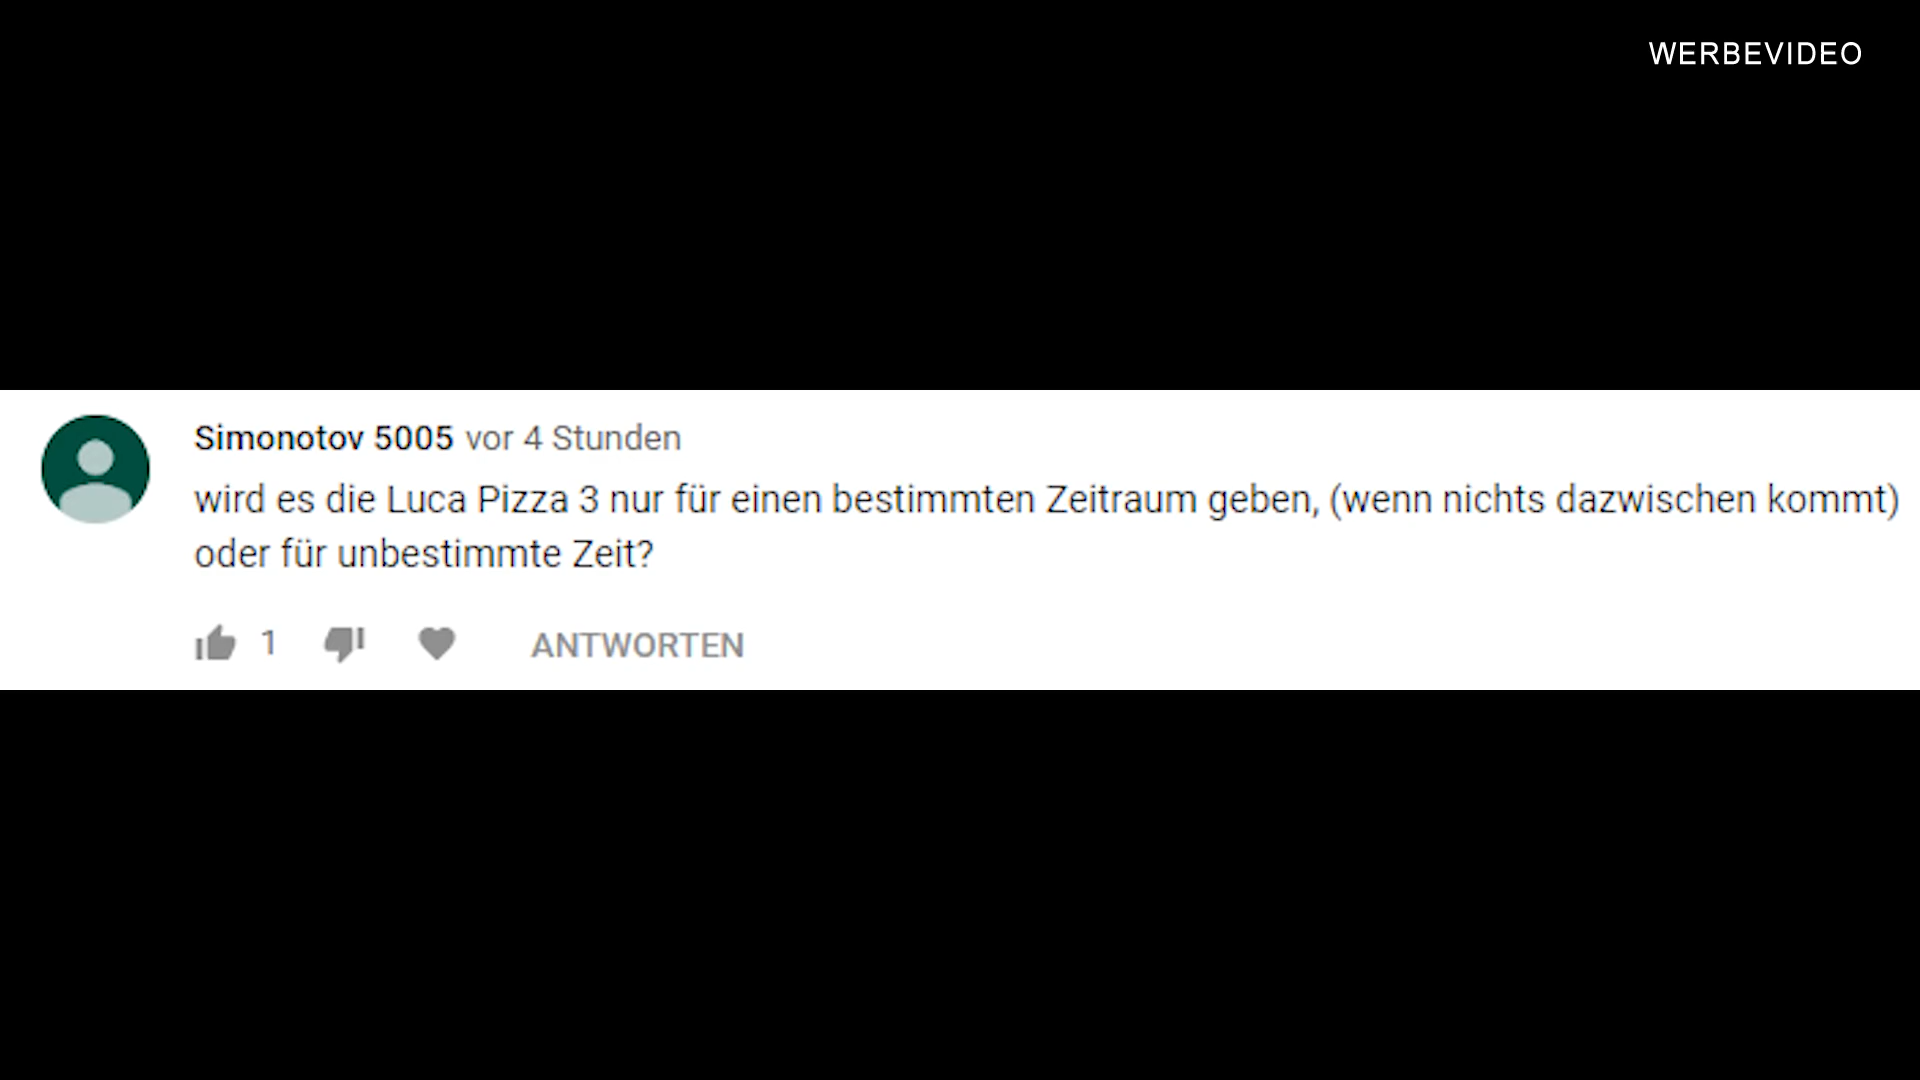 WERBEVIDEO
Simonotov 5005 vor 4 Stunden
wird es die Luca Pizza 3 nur für einen bestimmten Zeitraum geben, (wenn nichts dazwischen kommt)
oder für unbestimmte Zeit?
1 ANTWORTEN